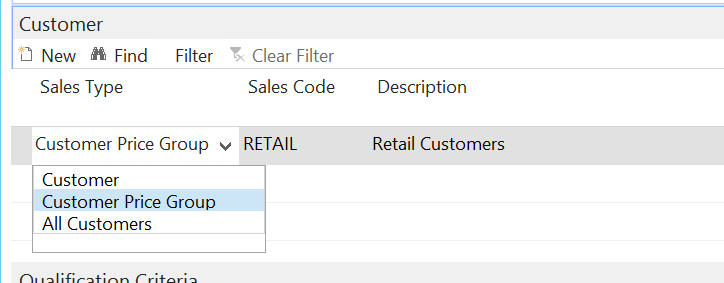 Customer
New Find Filter Clear Filter
Sales Type Sales Code Description
Customer Price Group RETAIL Retail Customers
Customer
Customer Price Group
All Customers
Qualification Criteria